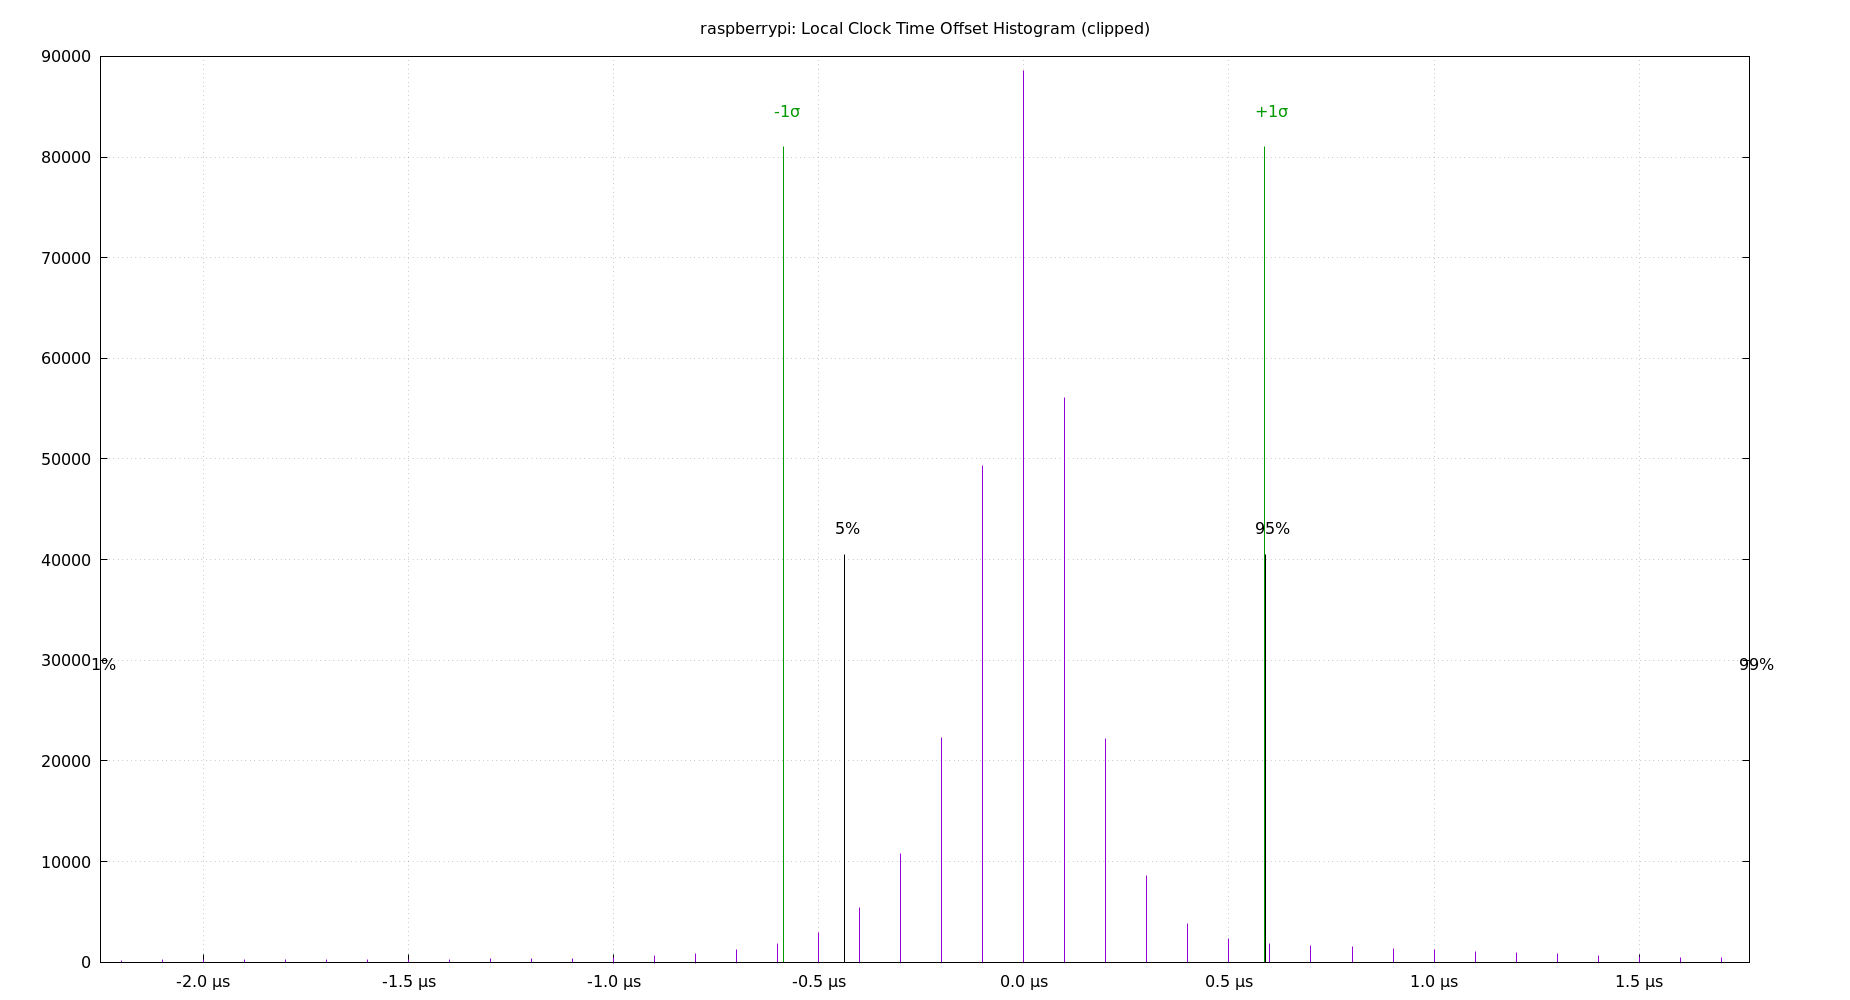 raspberrypi: Local Clock Time Offset Histogram (clipped)
90000
-1σ
+1σ
80000
70000
60000
50000
5%
95%
40000
30000
1%
99%
20000
10000
0
-2.0 µs
-1.5 µs
-1.0 µs
-0.5 µs
0.0 µs
0.5 µs
1.0 µs
1.5 µs